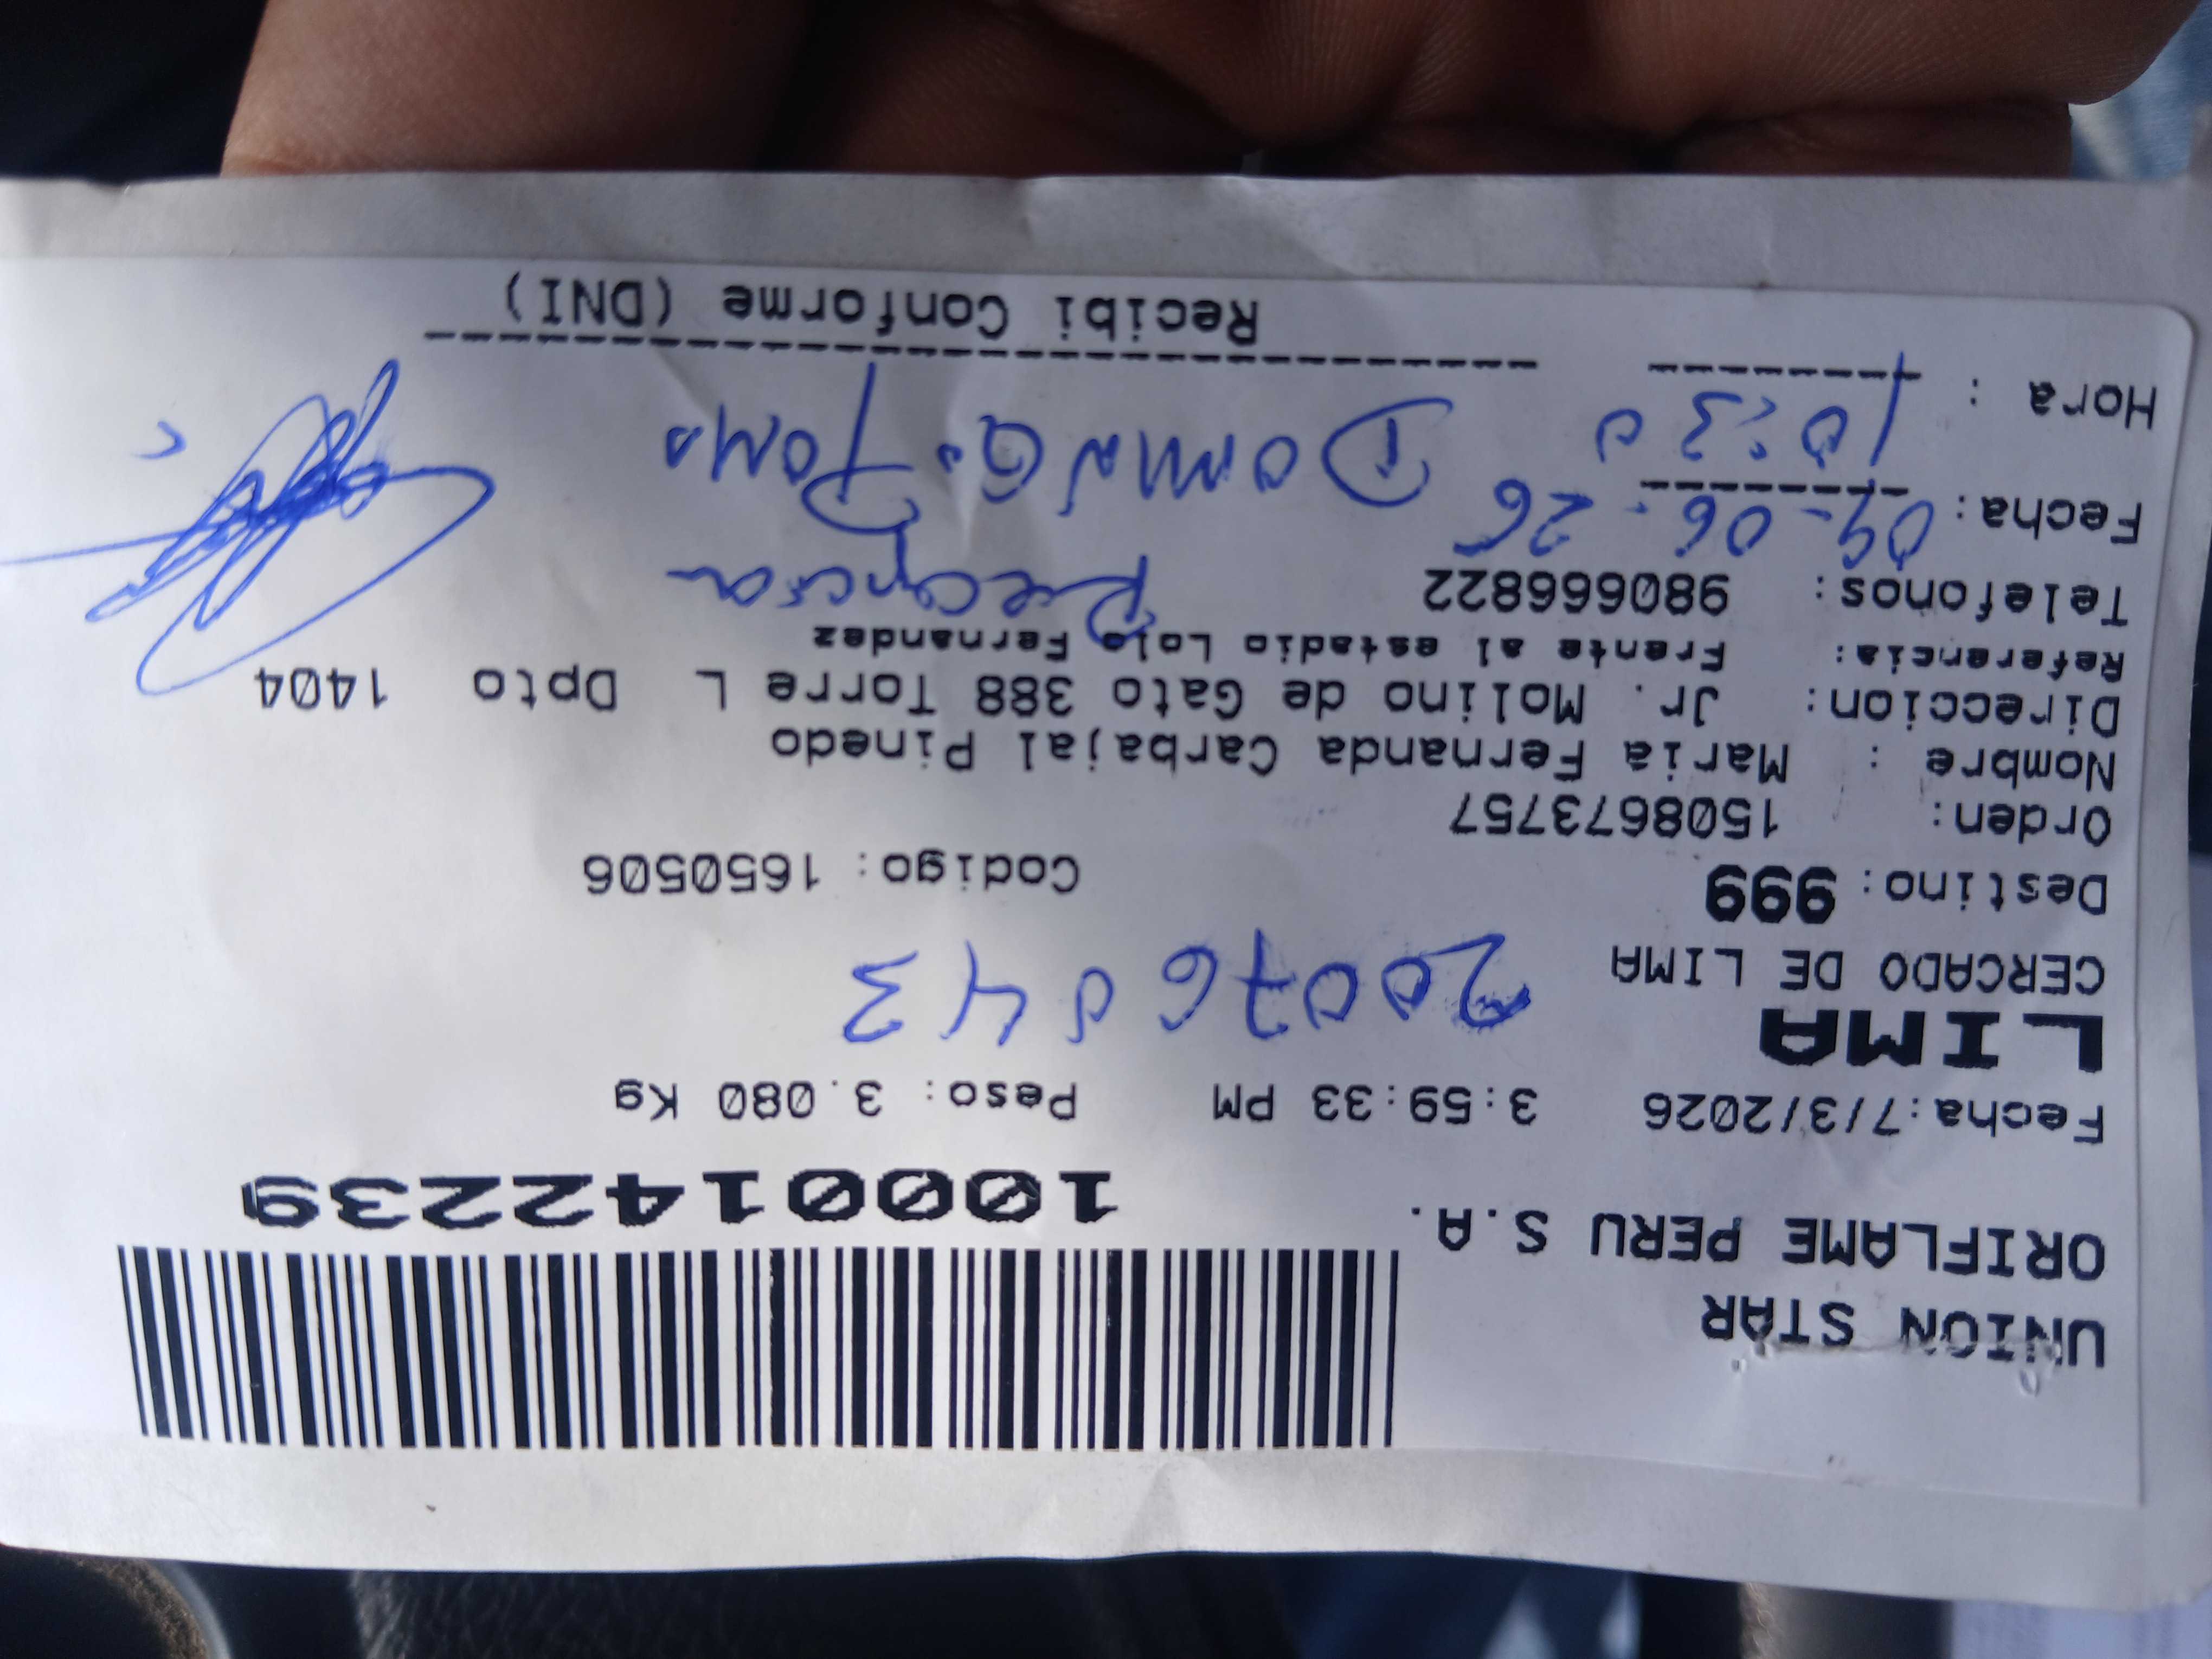 UNION STAR
ORIFLAME PERU S.A.
1000142239
Fecha:7/3/2026 3:59:33 PM Peso: 3.080 Kg
LIMA
20076043
CERCADO DE LIMA
Destino: 999 Codigo: 1650506
Orden: 1508673757
Nombre : Maria Fernanda Carbajal Pinedo
Direccion: Jr. Molino de Gato 388 Torre L Dpto 1404
Referencia: Frente al estadio Lolo Fernandez
Telefonos: 980666822
Fecha: 06-26
Hora : 10:30
Recibi Conforme (DNI)